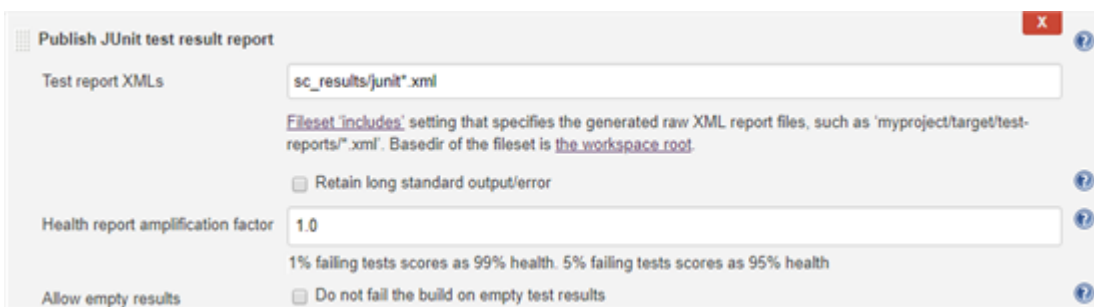 X
Publish JUnit test result report
Test report XMLs
sc_results/junit*.xml
Fileset 'includes' setting that specifies the generated raw XML report files, such as 'myproject/target/test-
reports/*.xml'. Basedir of the fileset is the workspace root.
Retain long standard output/error
Health report amplification factor
1.0
1% failing tests scores as 99% health. 5% failing tests scores as 95% health
Allow empty results
Do not fail the build on empty test results